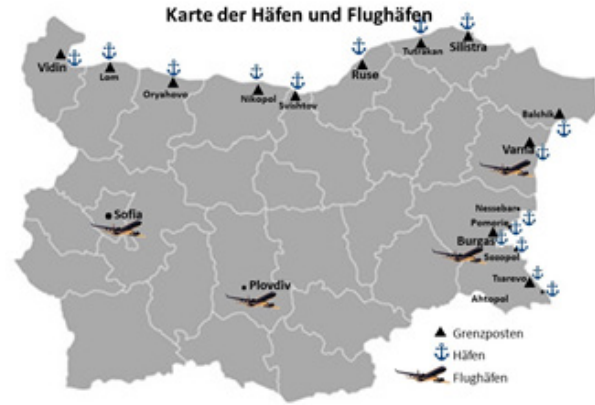 Karte der Häfen und Flughäfen
Vidin
Lom
Oryahovo
Nikopol
Svishtov
Ruse
Tutrakan
Silistra
Balchik
Varna
Sofia
Nessebar
Pomorie
Burgas
Sozopol
Plovdiv
Tsarevo
Ahtopol
Grenzposten
Häfen
Flughäfen